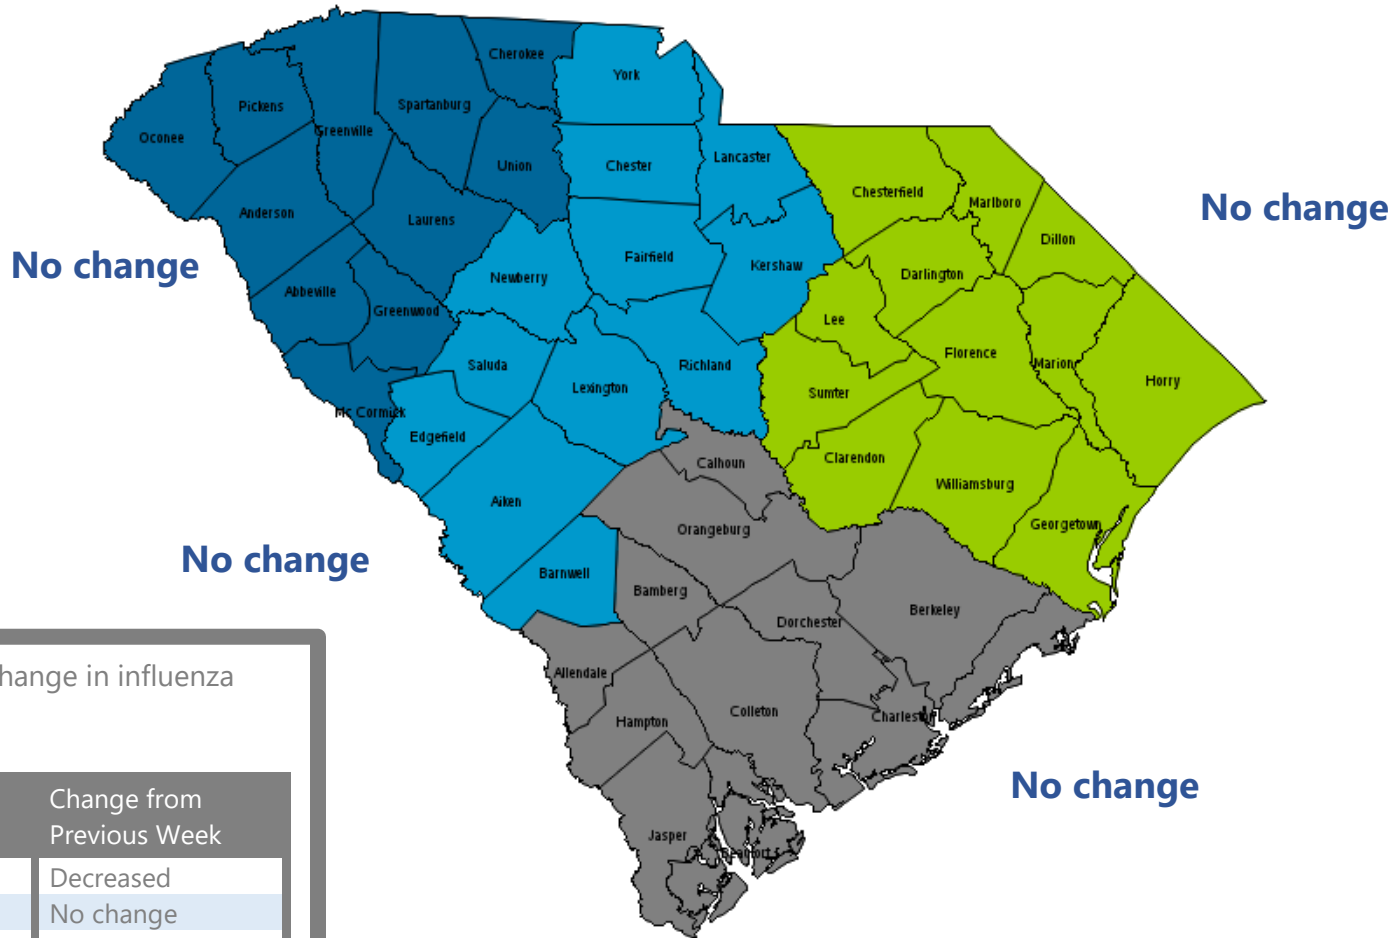 Cherokee
York
Pickens
Spartanburg
Greenville
Oconee
Union
Chester
Lancaster
Chesterfield
Marlboro
No change
Anderson
Laurens
Dillon
No change
Newberry
Fairfield
Kershaw
Darlington
Abbeville
Greenwood
Lee
Florence
Marion
Horry
Saluda
Lexington
Richland
Sumter
Mc Cormick
Edgefield
Calhoun
Clarendon
Williamsburg
Aiken
Orangeburg
Georgetown
No change
Barnwell
Bamberg
Dorchester
Berkeley
Allendale
Hampton
Colleton
Charleston
No change
Jasper
Beaufort
hange in influenza
Change from
Previous Week
Decreased
No change